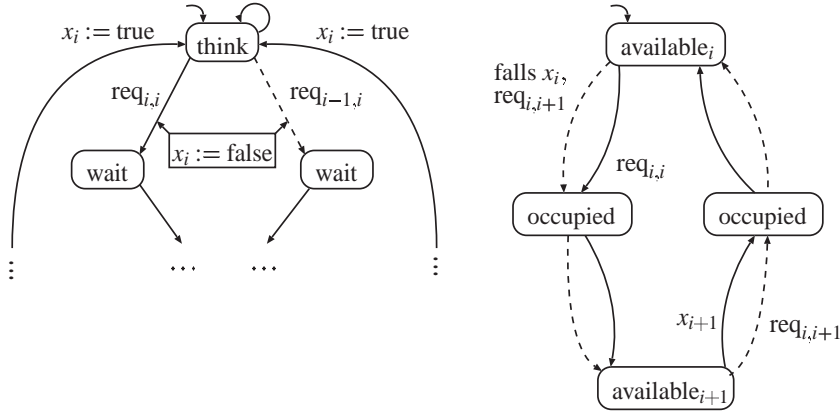 x_i := true
x_i := true
think
req_{i,i}
req_{i−1,i}
x_i := false
wait
wait
...
...
⋮
⋮
available_i
falls x_i,
req_{i,i+1}
req_{i,i}
occupied
occupied
x_{i+1}
req_{i,i+1}
available_{i+1}